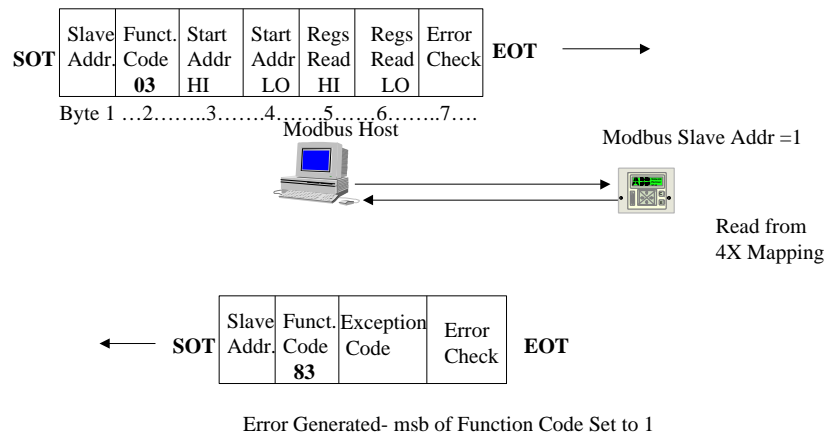 SOT
Slave Addr.
Funct. Code 03
Start Addr HI
Start Addr LO
Regs Read HI
Regs Read LO
Error Check
EOT
Byte 1 …2……..3…….4……5……6……..7….
Modbus Host
Modbus Slave Addr =1
ABB
Read from
4X Mapping
SOT
Slave Addr.
Funct. Code 83
Exception Code
Error Check
EOT
Error Generated- msb of Function Code Set to 1